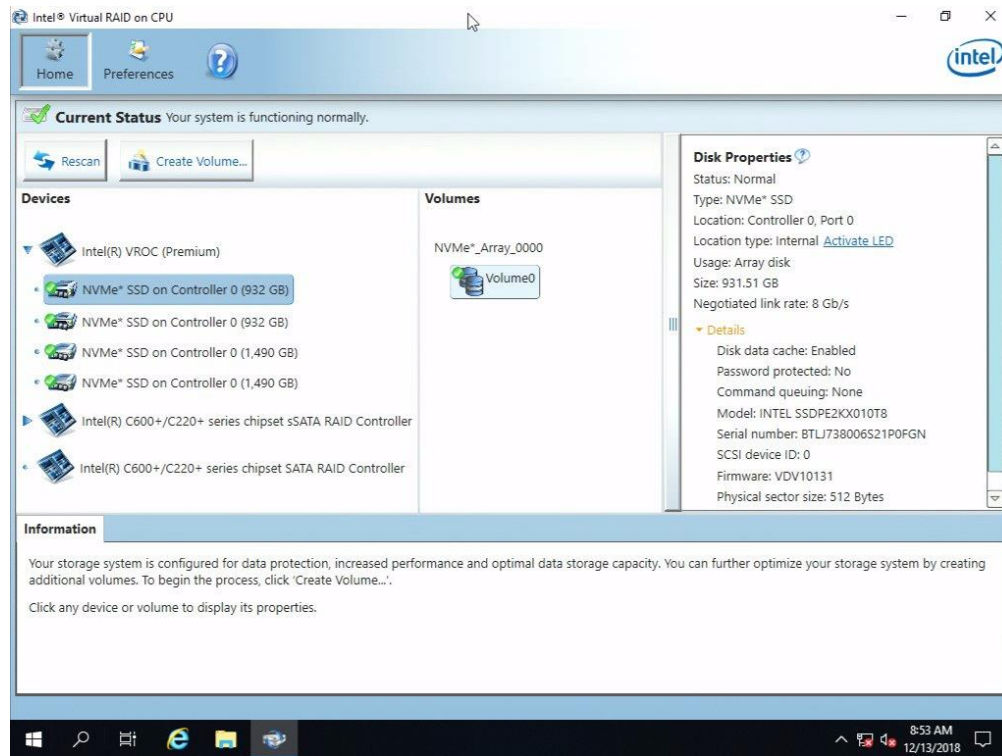 Intel® Virtual RAID on CPU
Home
Preferences
?
intel
Current Status Your system is functioning normally.
Rescan
Create Volume...
Devices
Intel(R) VROC (Premium)
NVMe* SSD on Controller 0 (932 GB)
NVMe* SSD on Controller 0 (932 GB)
NVMe* SSD on Controller 0 (1,490 GB)
NVMe* SSD on Controller 0 (1,490 GB)
Intel(R) C600+/C220+ series chipset sSATA RAID Controller
Intel(R) C600+/C220+ series chipset SATA RAID Controller
Volumes
NVMe*_Array_0000
Volume0
Disk Properties ?
Status: Normal
Type: NVMe* SSD
Location: Controller 0, Port 0
Location type: Internal Activate LED
Usage: Array disk
Size: 931.51 GB
Negotiated link rate: 8 Gb/s
Details
Disk data cache: Enabled
Password protected: No
Command queuing: None
Model: INTEL SSDPE2KX010T8
Serial number: BTLJ738006S21P0FGN
SCSI device ID: 0
Firmware: VDV10131
Physical sector size: 512 Bytes
Information
Your storage system is configured for data protection, increased performance and optimal data storage capacity. You can further optimize your storage system by creating
additional volumes. To begin the process, click 'Create Volume...'.
Click any device or volume to display its properties.
8:53 AM
12/13/2018